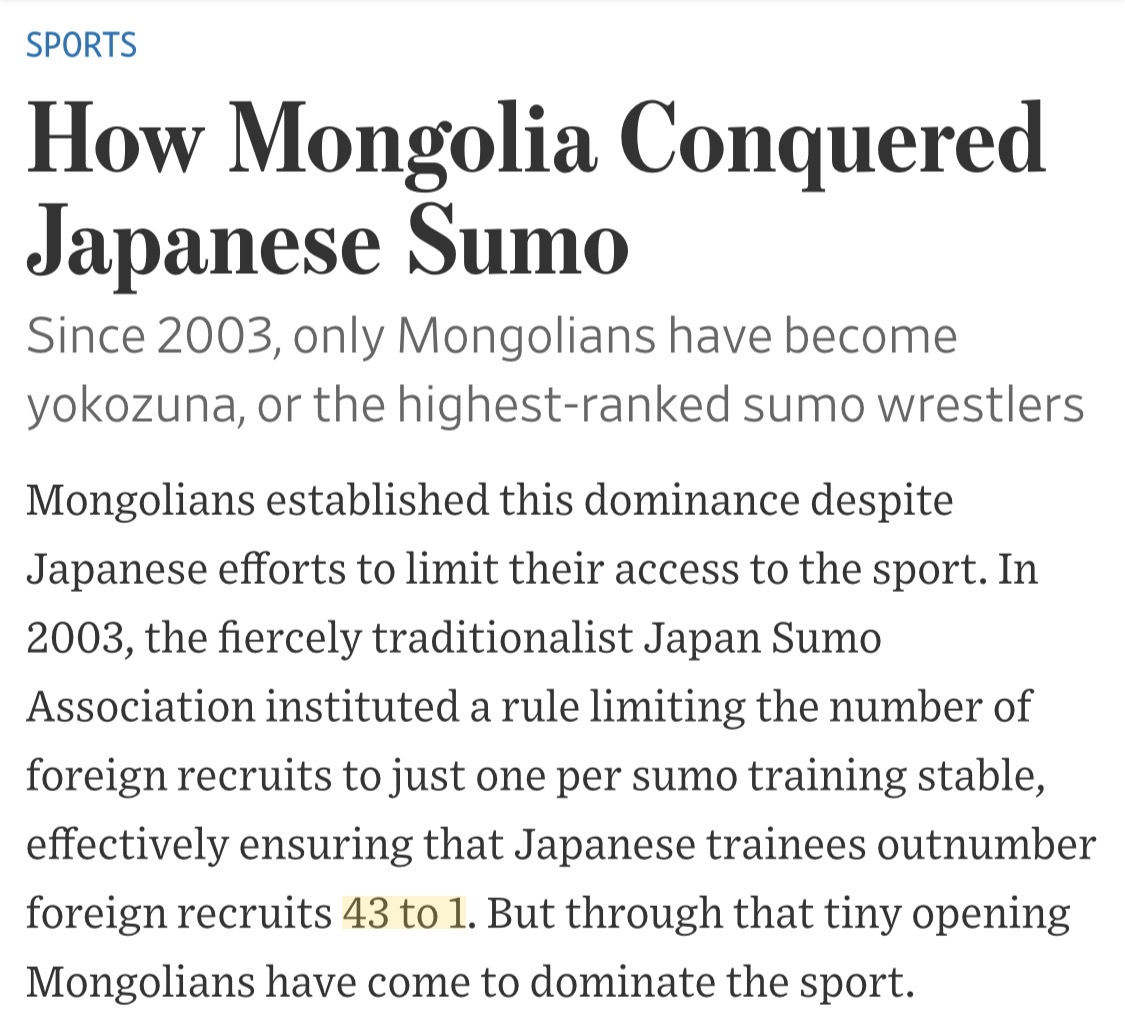 SPORTS
How Mongolia Conquered
Japanese Sumo
Since 2003, only Mongolians have become
yokozuna, or the highest-ranked sumo wrestlers
Mongolians established this dominance despite
Japanese efforts to limit their access to the sport. In
2003, the fiercely traditionalist Japan Sumo
Association instituted a rule limiting the number of
foreign recruits to just one per sumo training stable,
effectively ensuring that Japanese trainees outnumber
foreign recruits 43 to 1. But through that tiny opening
Mongolians have come to dominate the sport.